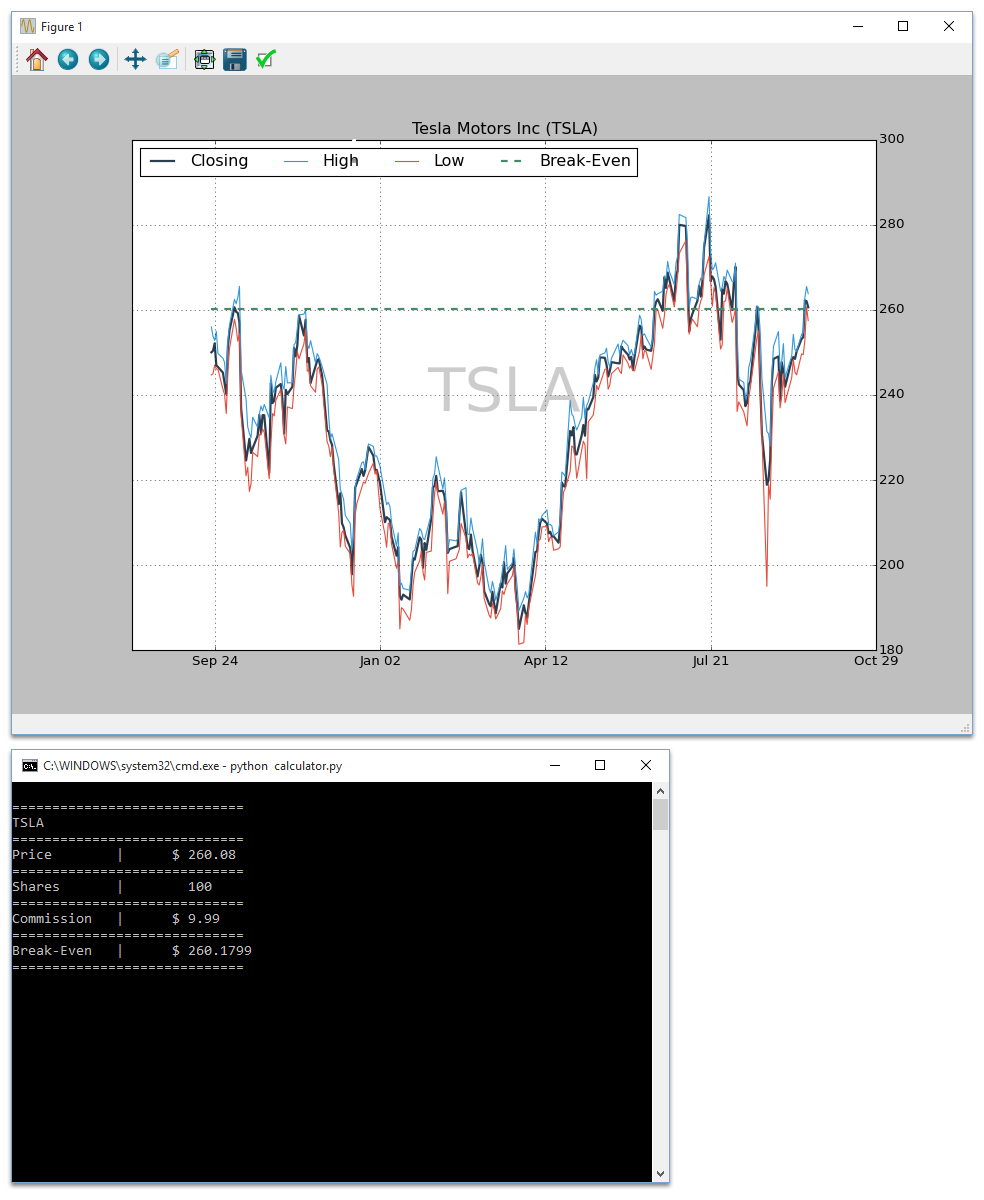 Figure 1
Tesla Motors Inc (TSLA)
Closing High Low Break-Even
300
280
260
240
220
200
180
TSLA
Sep 24 Jan 02 Apr 12 Jul 21 Oct 29
C:\WINDOWS\system32\cmd.exe - python calculator.py
=============================
TSLA
=============================
Price | $ 260.08
=============================
Shares | 100
=============================
Commission | $ 9.99
=============================
Break-Even | $ 260.1799
=============================